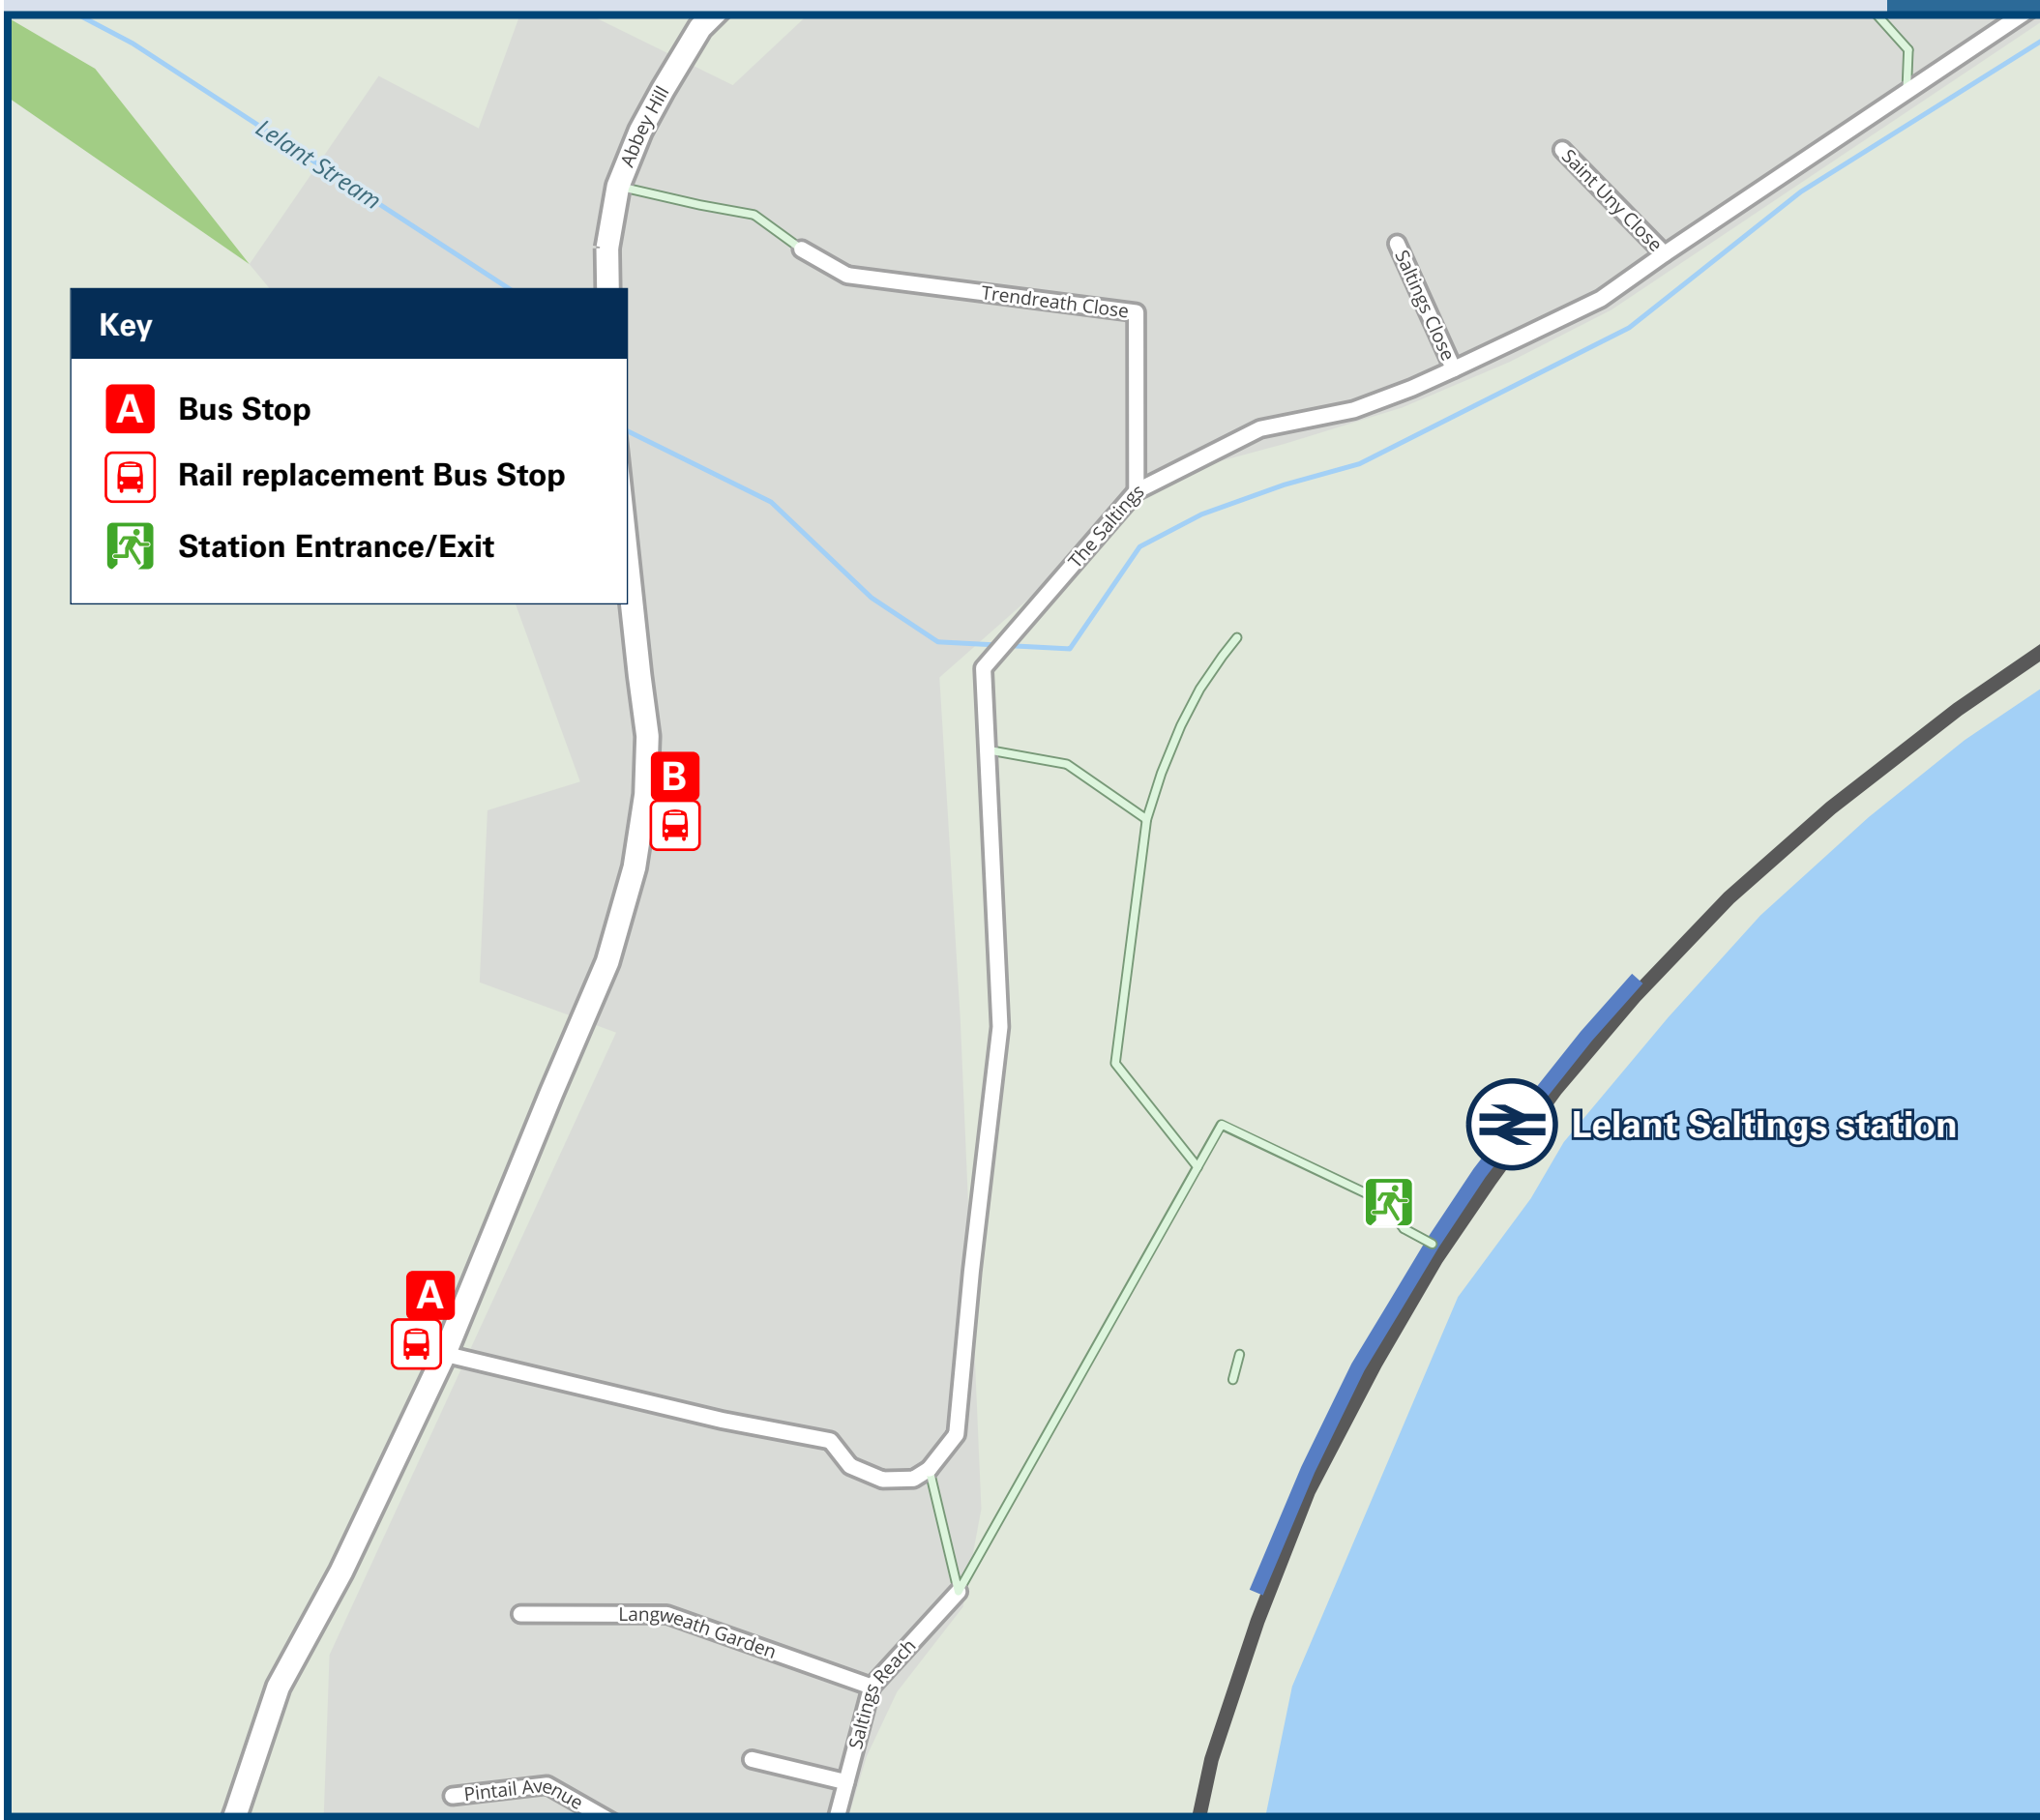 Abbey Hill
Lelant Stream
Saint Uny Close
Saltings Close
Trendreath Close
Key
A Bus Stop
Rail replacement Bus Stop
Station Entrance/Exit
The Saltings
B
Lelant Saltings station
A
Langweath Garden
Saltings Reach
Pintail Avenue